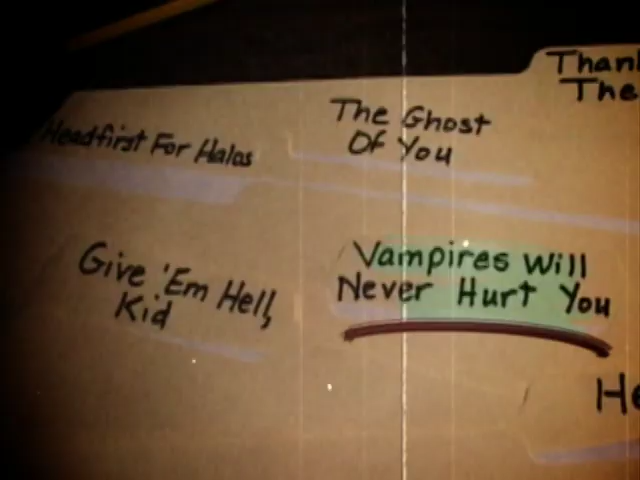 Than
The
The Ghost
Of You
Headfirst For Halos
Vampires Will
Never Hurt You
Give 'Em Hell,
Kid
He